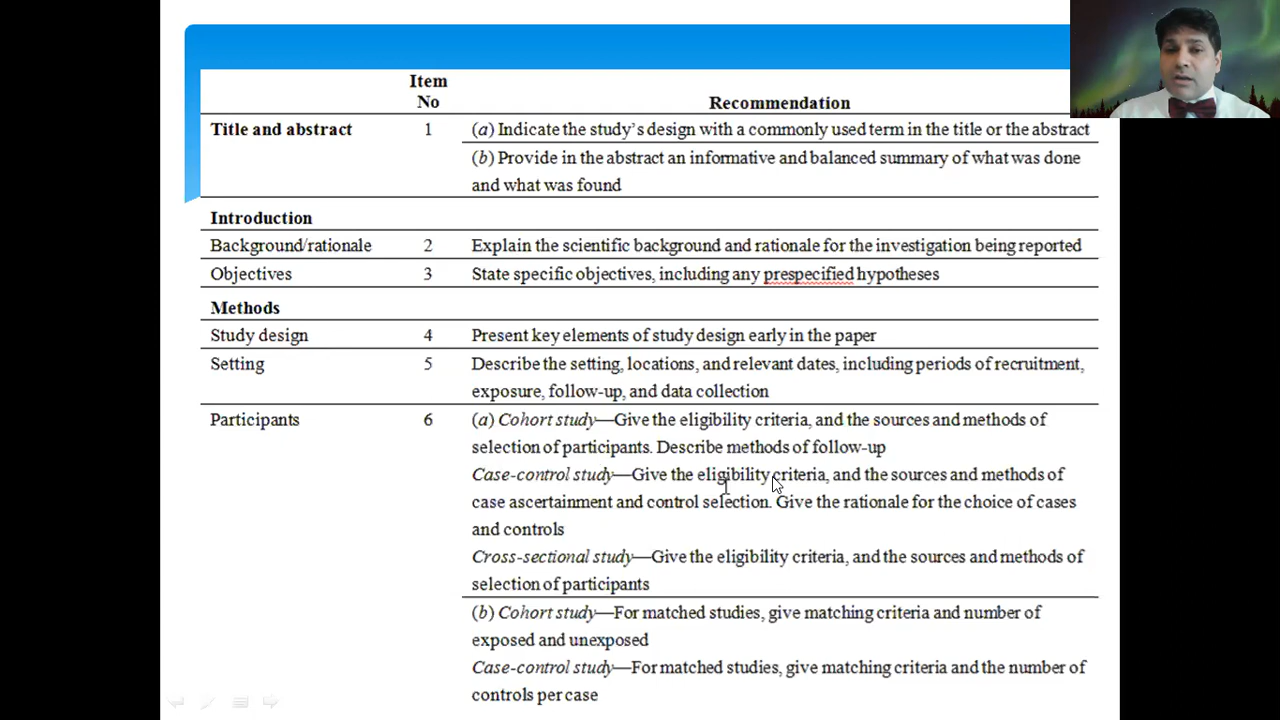 Item
No
Recommendation
Title and abstract 1 (a) Indicate the study’s design with a commonly used term in the title or the abstract
(b) Provide in the abstract an informative and balanced summary of what was done
and what was found
Introduction
Background/rationale 2 Explain the scientific background and rationale for the investigation being reported
Objectives 3 State specific objectives, including any prespecified hypotheses
Methods
Study design 4 Present key elements of study design early in the paper
Setting 5 Describe the setting, locations, and relevant dates, including periods of recruitment,
exposure, follow-up, and data collection
Participants 6 (a) Cohort study—Give the eligibility criteria, and the sources and methods of
selection of participants. Describe methods of follow-up
Case-control study—Give the eligibility criteria, and the sources and methods of
case ascertainment and control selection. Give the rationale for the choice of cases
and controls
Cross-sectional study—Give the eligibility criteria, and the sources and methods of
selection of participants
(b) Cohort study—For matched studies, give matching criteria and number of
exposed and unexposed
Case-control study—For matched studies, give matching criteria and the number of
controls per case